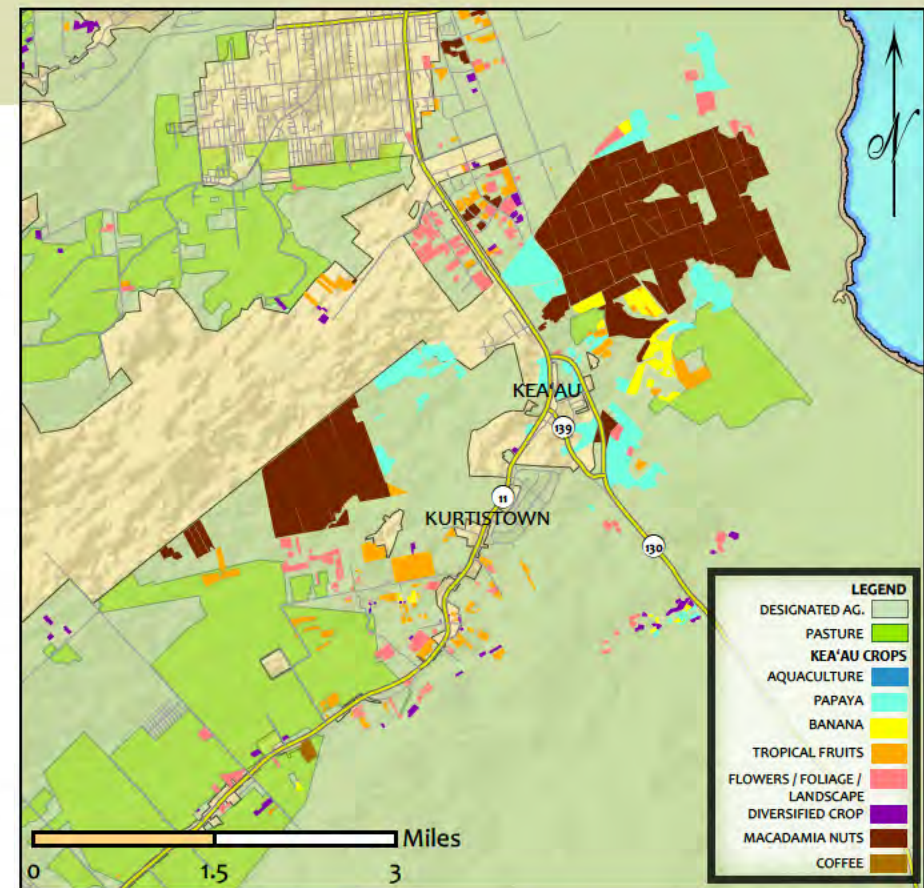 N
KEA‘AU
139
11
KURTISTOWN
130
LEGEND
DESIGNATED AG.
PASTURE
KEA‘AU CROPS
AQUACULTURE
PAPAYA
BANANA
TROPICAL FRUITS
FLOWERS / FOLIAGE /
LANDSCAPE
DIVERSIFIED CROP
MACADAMIA NUTS
COFFEE
Miles
0 1.5 3